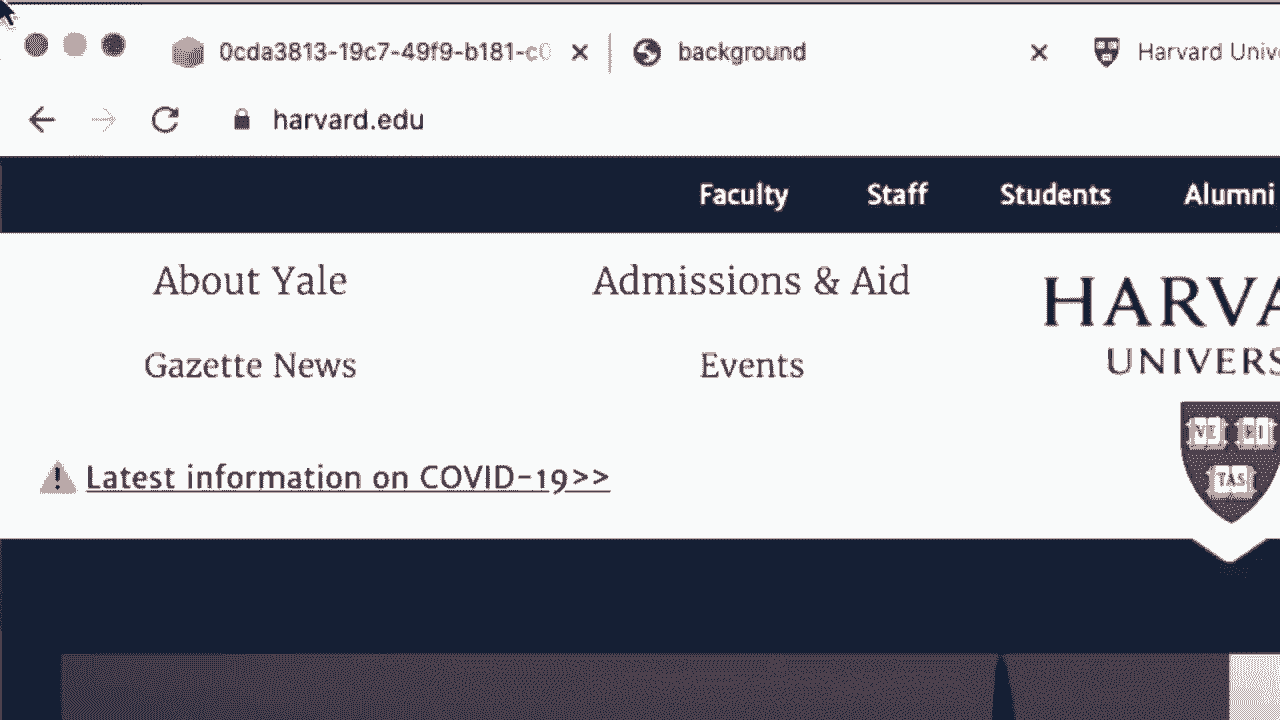 0cda3813-19c7-49f9-b181-c0
background
Harvard Univ
harvard.edu
Faculty Staff Students Alumni
About Yale Admissions & Aid
HARVA
Gazette News Events
UNIVERS
VE RI
TAS
Latest information on COVID-19>>